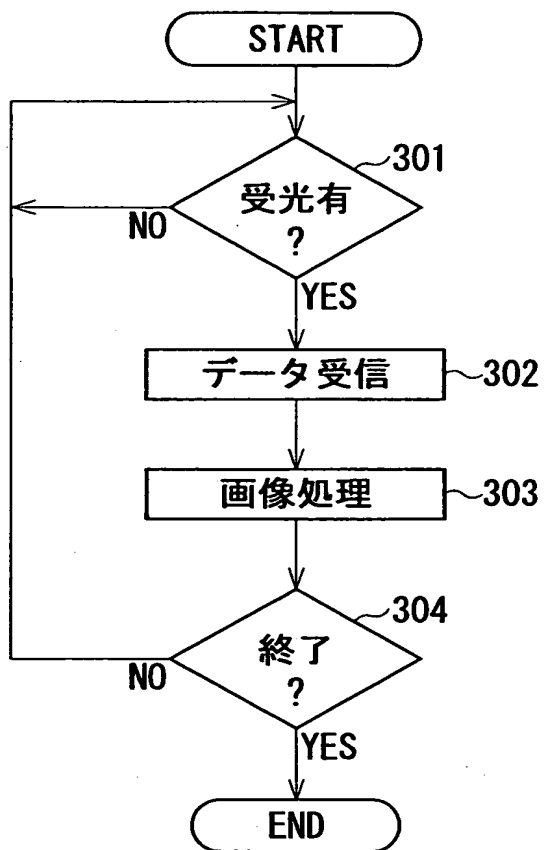 START
301
受光有
?
NO
YES
データ受信
302
画像処理
303
304
終了
?
NO
YES
END